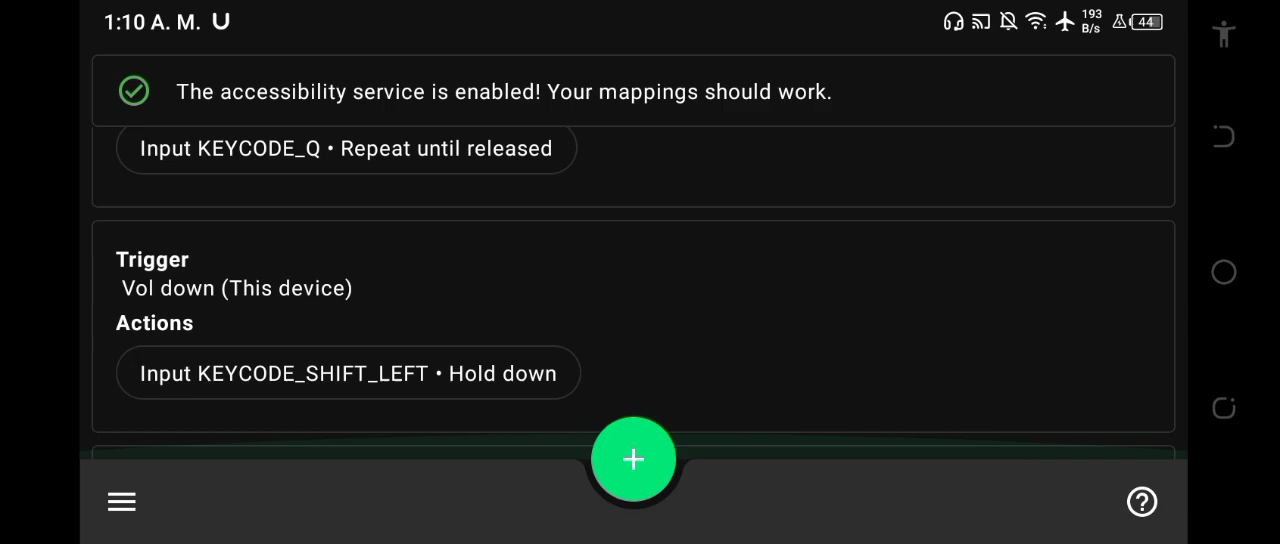 1:10 A. M. U
193
B/s
44
The accessibility service is enabled! Your mappings should work.
Input KEYCODE_Q • Repeat until released
Trigger
Vol down (This device)
Actions
Input KEYCODE_SHIFT_LEFT • Hold down